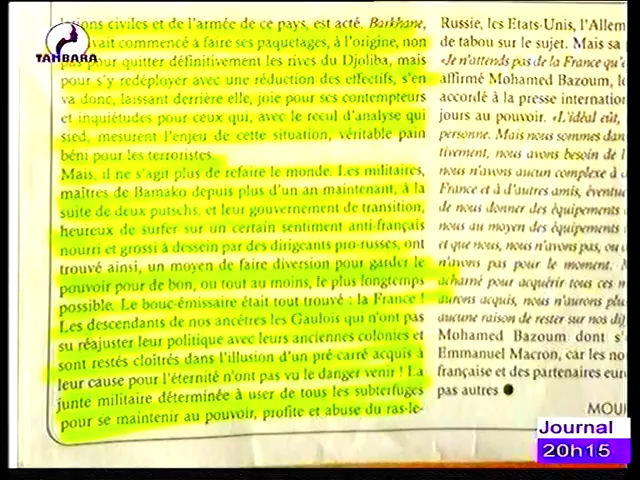 TAMBARA
lations civiles et de l'armée de ce pays, est acté. Barkhane,
avait commencé à faire ses paquetages, à l'origine, non
pas pour quitter définitivement les rives du Djoliba, mais
pour s'y redéployer avec une réduction des effectifs, s'en
va donc, laissant derrière elle, joie pour ses contempteurs
et inquiétudes pour ceux qui, avec le recul d'analyse qui
sied, mesurent l'enjeu de cette situation, véritable pain
béni pour les terroristes.
Mais, il ne s'agit plus de refaire le monde. Les militaires,
maîtres de Bamako depuis plus d'un an maintenant, à la
suite de deux putschs, et leur gouvernement de transition,
heureux de surfer sur un certain sentiment anti-français
nourri et grossi à dessein par des dirigeants pro-russes, ont
trouvé ainsi, un moyen de faire diversion pour garder le
pouvoir pour de bon, ou tout au moins, le plus longtemps
possible. Le bouc-émissaire était tout trouvé : la France !
Les descendants de nos ancêtres les Gaulois qui n'ont pas
su réajuster leur politique avec leurs anciennes colonies et
sont restés cloîtrés dans l'illusion d'un pré-carré acquis à
leur cause pour l'éternité n'ont pas vu le danger venir ! La
junte militaire déterminée à user de tous les subterfuges
pour se maintenir au pouvoir, profite et abuse du ras-le-
Russie, les Etats-Unis, l'Allem
de tabou sur le sujet. Mais sa
«Je n'attends pas de la France qu'e
affirmé Mohamed Bazoum, l
accordé à la presse internation
jours au pouvoir. «L'idéal eût,
personne. Mais nous sommes dan
tivement, nous avons besoin de l
nous n'avons aucun complexe à
France et à d'autres amis, éventue
de nous donner des équipements
nous au moyen des équipements
et que nous, nous n'avons pas, ou
n'avons pas pour le moment.
acharné pour acquérir tous ces m
aurons acquis, nous n'aurons plu
aucune raison de rester sur nos dif
Mohamed Bazoum dont s'
Emmanuel Macron, car les no
française et des partenaires eur
pas autres
MOU
Journal
20h15